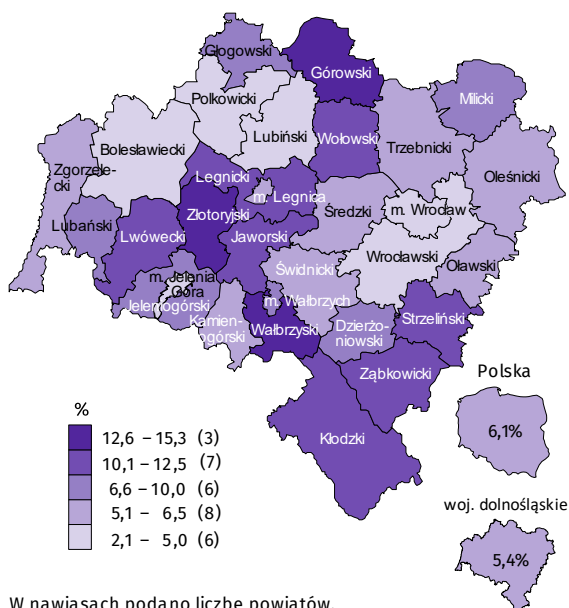 Głogowski
Górowski
Milicki
Polkowicki
Lubiński
Wołowski
Trzebnicki
Bolesławiecki
Zgorzele-
cki
Legnicki
m. Legnica
Oleśnicki
Lubański
Lwówecki
Złotoryjski
Jaworski
Średzki
m. Wrocław
Wrocławski
Oławski
m. Jelenia
Góra
Jeleniogórski
Świdnicki
m. Wałbrzych
Kamien-
nogórski
Wałbrzyski
Dzierżo-
niowski
Strzeliński
Ząbkowicki
Kłodzki
Polska
6,1%
woj. dolnośląskie
5,4%
%
12,6 – 15,3 (3)
10,1 – 12,5 (7)
6,6 – 10,0 (6)
5,1 – 6,5 (8)
2,1 – 5,0 (6)
W nawiasach podano liczbę powiatów.